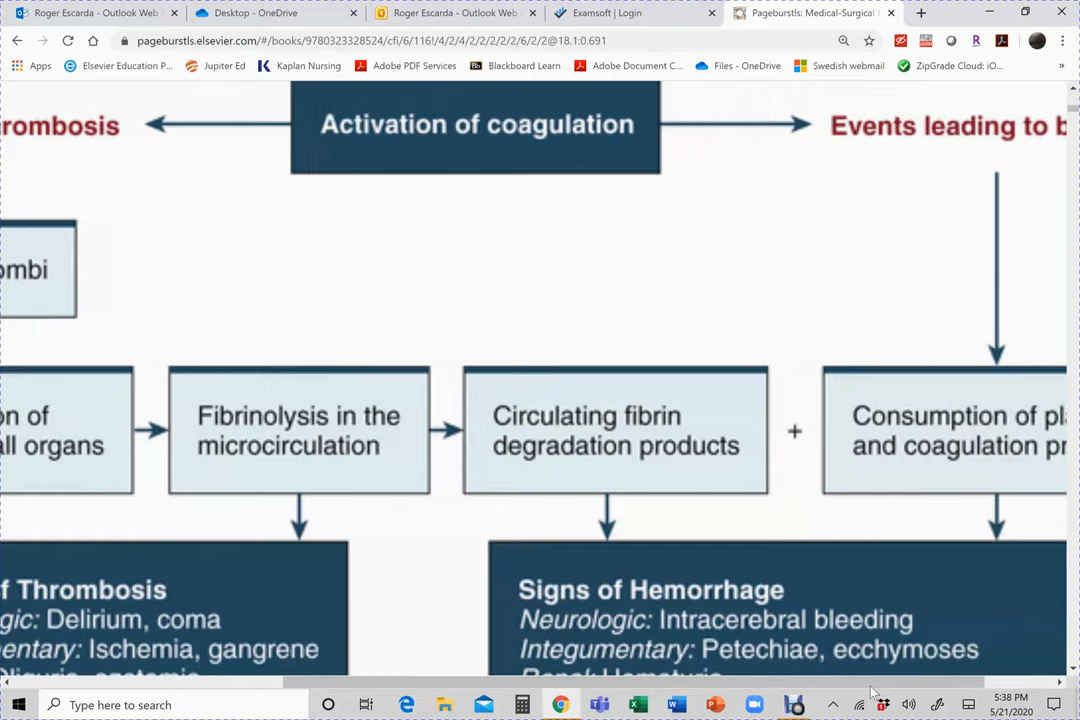 Roger Escarda - Outlook Web
Desktop - OneDrive
Roger Escarda - Outlook Web
Examsoft | Login
Pageburstls: Medical-Surgical
pageburstls.elsevier.com/#/books/9780323328524/cfi/6/116!/4/2/4/2/2/2/2/2/6/2/2@18.1:0.691
Apps
Elsevier Education P...
Jupiter Ed
Kaplan Nursing
Adobe PDF Services
Blackboard Learn
Adobe Document C...
Files - OneDrive
Swedish webmail
ZipGrade Cloud: iO...
»
rombosis
Activation of coagulation
Events leading to b
ombi
on of
all organs
Fibrinolysis in the
microcirculation
Circulating fibrin
degradation products
+
Consumption of pla
and coagulation pr
f Thrombosis
gic: Delirium, coma
entary: Ischemia, gangrene
Signs of Hemorrhage
Neurologic: Intracerebral bleeding
Integumentary: Petechiae, ecchymoses
Type here to search
5:38 PM
5/21/2020